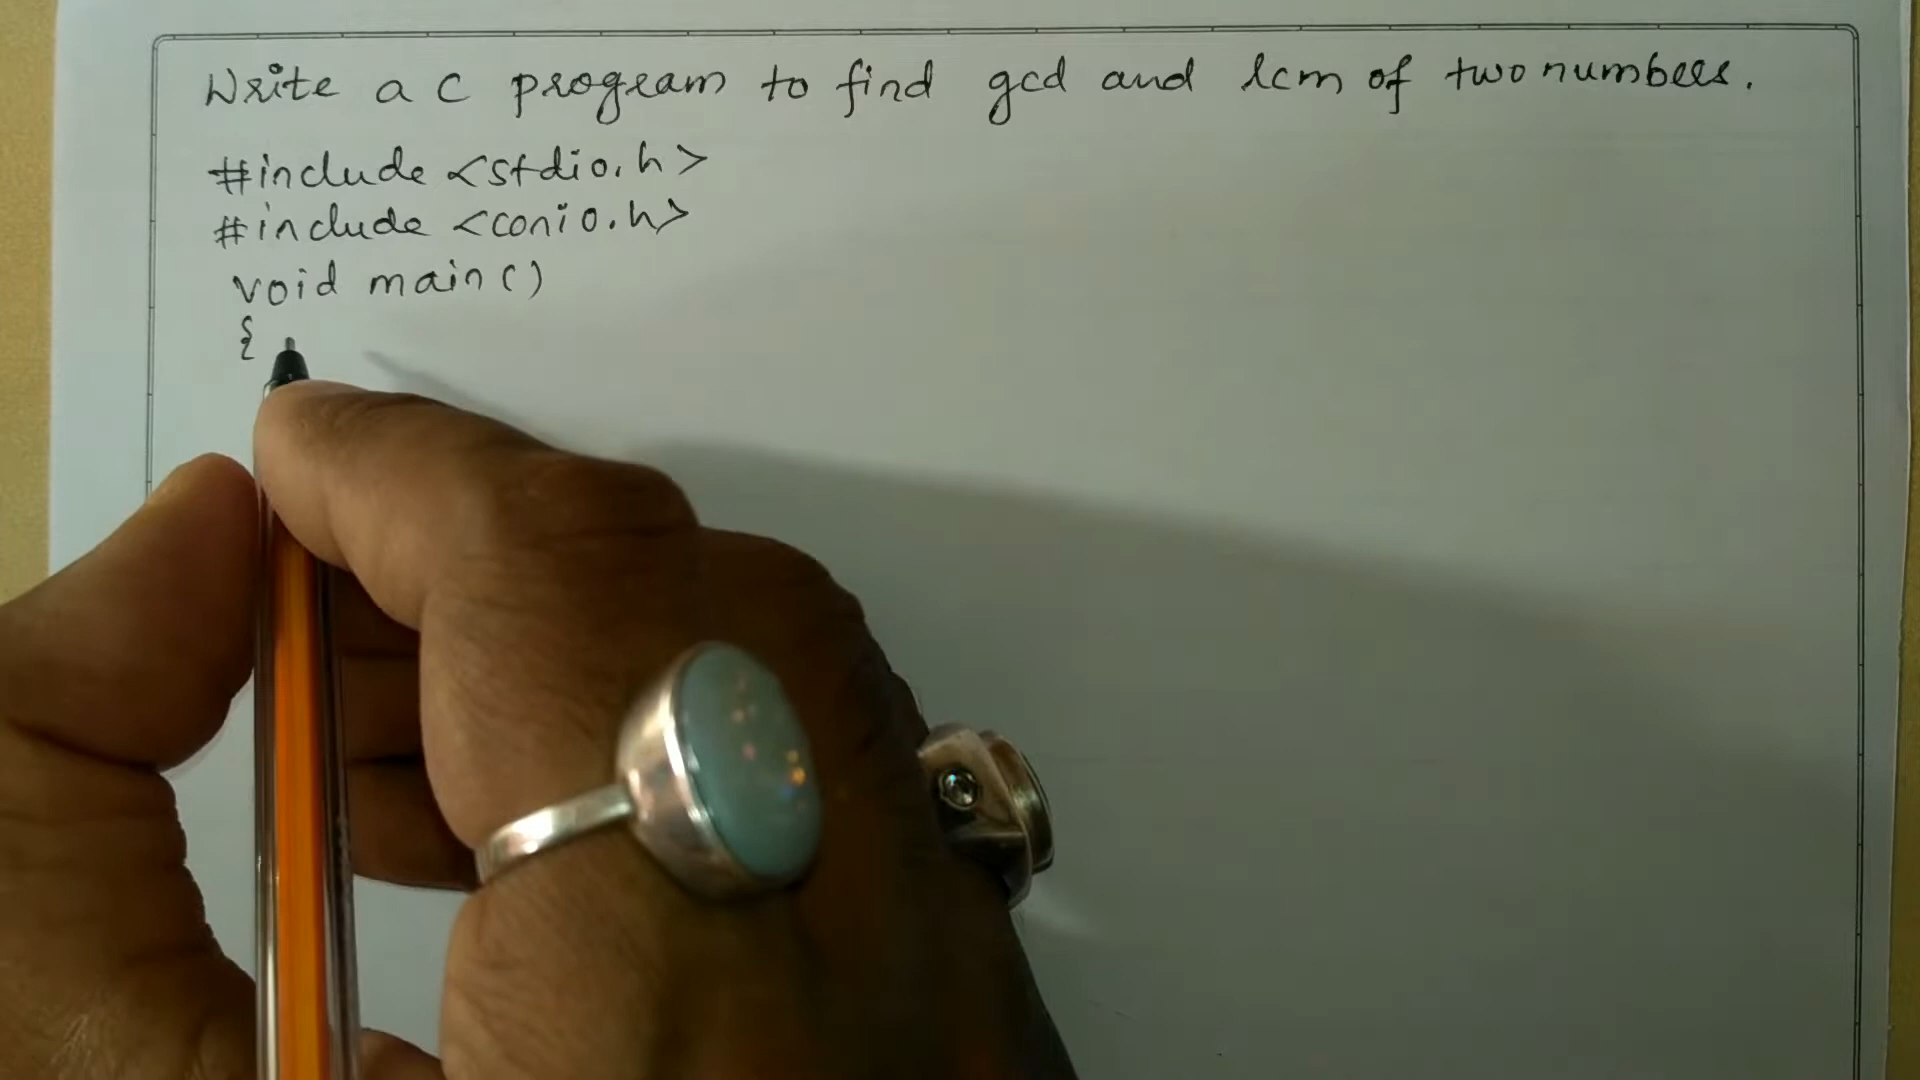 Write a c program to find gcd and lcm of two numbers.
#include <stdio.h>
#include <conio.h>
void main()
{